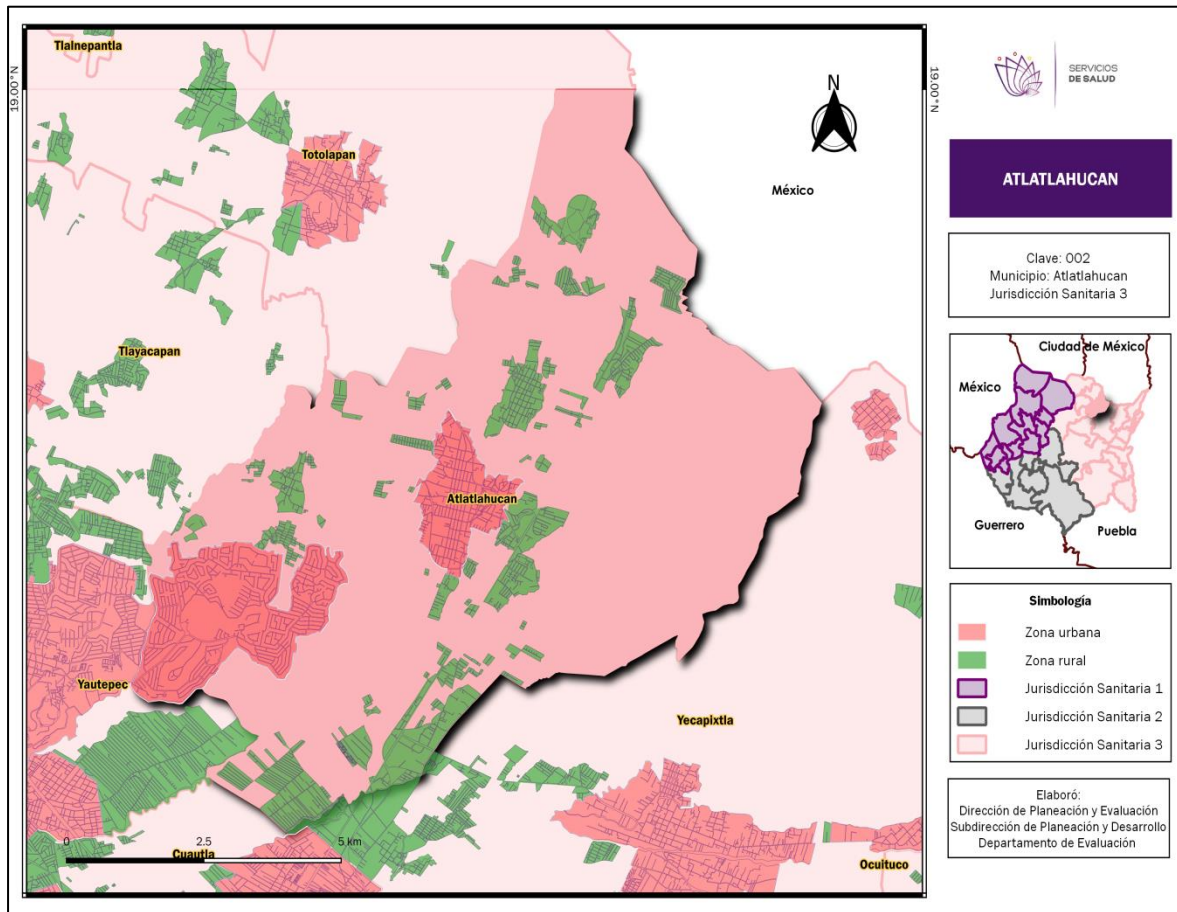 Tlalnepantla
19.00°N
19.00°N
N
Totolapan
México
Tlayacapan
Atlatlahucan
Yautepec
Yecapixtla
0
2.5
5 km
Cuautla
Ocuituco
SERVICIOS
DE SALUD
ATLATLAHUCAN
Clave: 002
Municipio: Atlatlahucan
Jurisdicción Sanitaria 3
Ciudad de México
México
Guerrero
Puebla
Simbología
Zona urbana
Zona rural
Jurisdicción Sanitaria 1
Jurisdicción Sanitaria 2
Jurisdicción Sanitaria 3
Elaboró:
Dirección de Planeación y Evaluación
Subdirección de Planeación y Desarrollo
Departamento de Evaluación